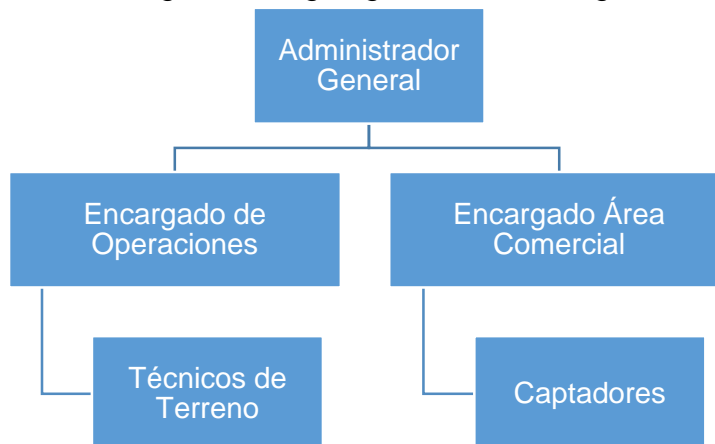 Administrador
General
Encargado de
Operaciones
Encargado Área
Comercial
Técnicos de
Terreno
Captadores